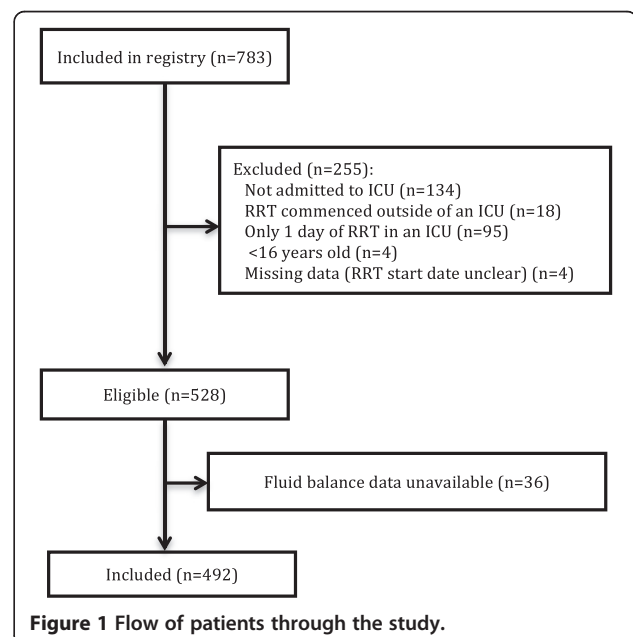 Included in registry (n=783)
Excluded (n=255):
Not admitted to ICU (n=134)
RRT commenced outside of an ICU (n=18)
Only 1 day of RRT in an ICU (n=95)
<16 years old (n=4)
Missing data (RRT start date unclear) (n=4)
Eligible (n=528)
Fluid balance data unavailable (n=36)
Included (n=492)
Figure 1 Flow of patients through the study.